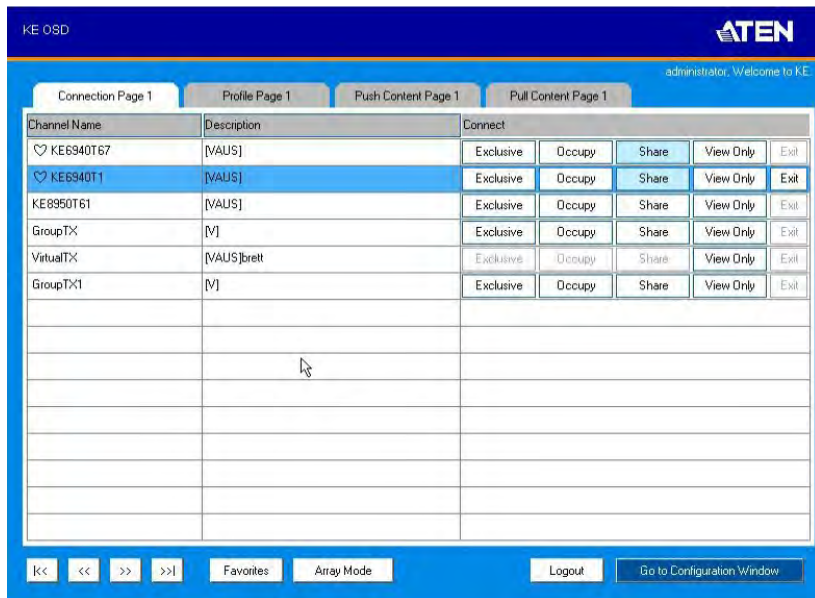 KE OSD
ATEN
administrator, Welcome to KE.
Connection Page 1 Profile Page 1 Push Content Page 1 Pull Content Page 1
Channel Name Description Connect
KE6940T67 [VAUS] Exclusive Occupy Share View Only Exit
KE6940T1 [VAUS] Exclusive Occupy Share View Only Exit
KE8950T61 [VAUS] Exclusive Occupy Share View Only Exit
GroupTX [V] Exclusive Occupy Share View Only Exit
VirtualTX [VAUS]brett Exclusive Occupy Share View Only Exit
GroupTX1 [V] Exclusive Occupy Share View Only Exit
|<< << >> >>| Favorites Array Mode Logout Go to Configuration Window